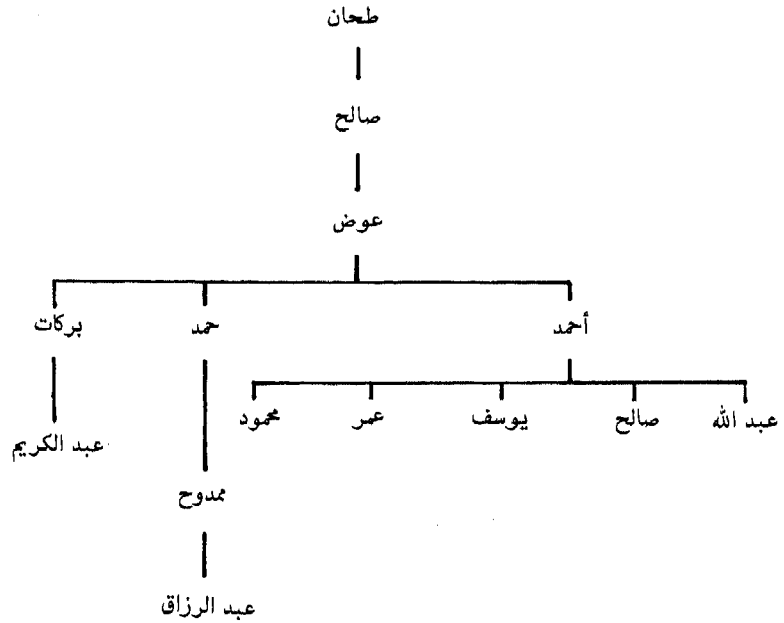 طحان
صالح
عوض
أحمد حمد بركات
عبد الله صالح يوسف عمر محمود
عبد الكريم
ممدوح
عبد الرزاق